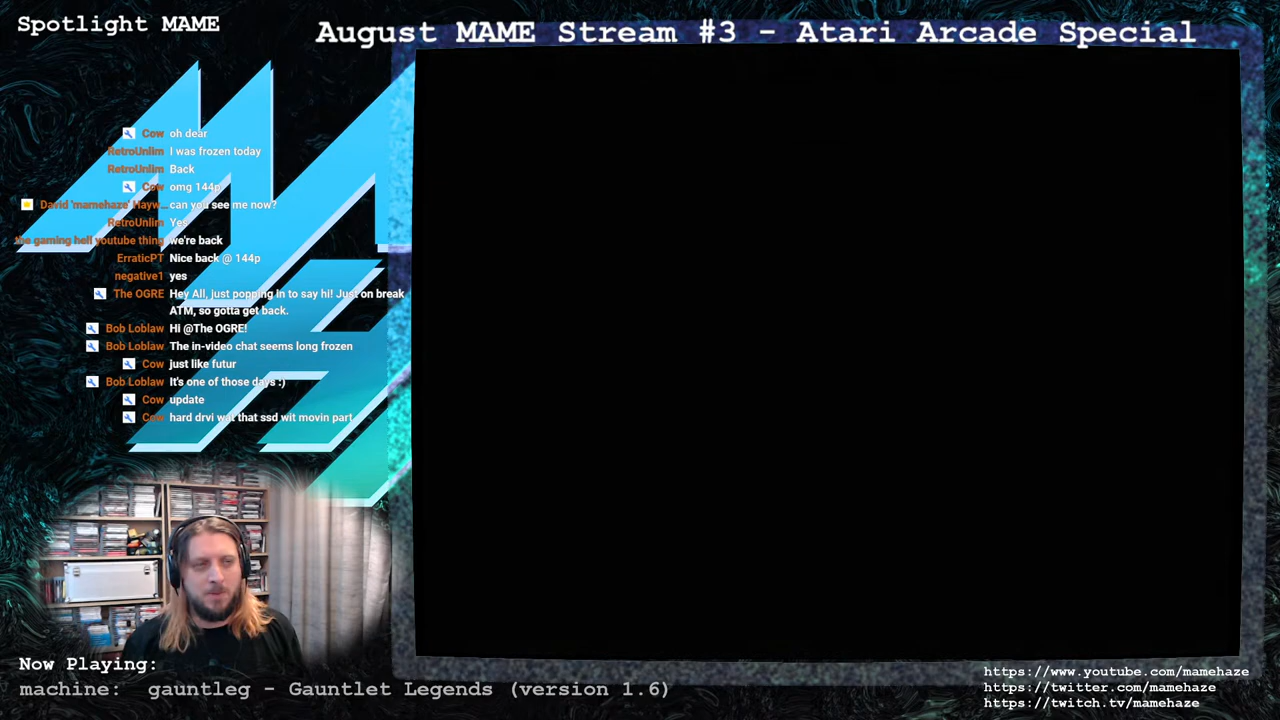 Spotlight MAME
August MAME Stream #3 - Atari Arcade Special
Cow oh dear
RetroUnlim I was frozen today
RetroUnlim Back
Cow omg 144p
David 'mamehaze' Hayw… can you see me now?
RetroUnlim Yes
the gaming hell youtube thing we're back
ErraticPT Nice back @ 144p
negative1 yes
The OGRE Hey All, just popping in to say hi! Just on break
ATM, so gotta get back.
Bob Loblaw Hi @The OGRE!
Bob Loblaw The in-video chat seems long frozen
Cow just like futur
Bob Loblaw It's one of those days :)
Cow update
Cow hard drvi wat that ssd wit movin part
Now Playing:
machine: gauntleg - Gauntlet Legends (version 1.6)
https://www.youtube.com/mamehaze
https://twitter.com/mamehaze
https://twitch.tv/mamehaze